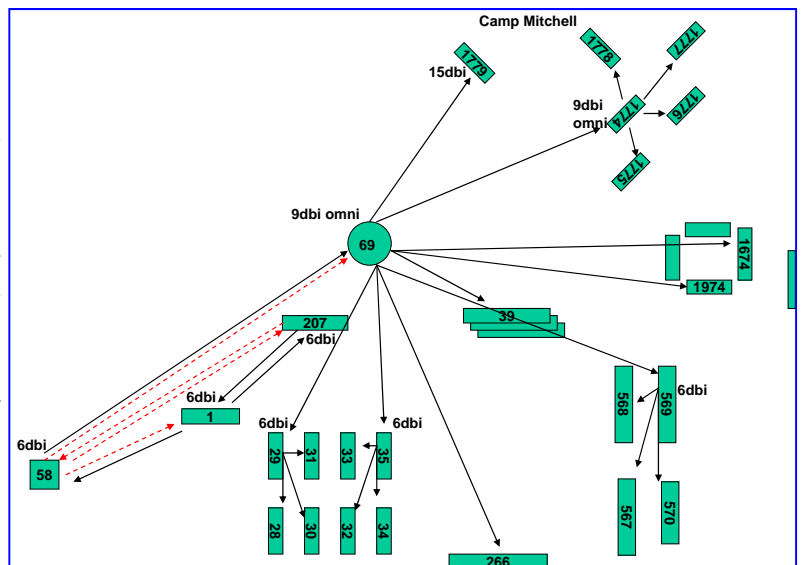 Camp Mitchell
1778
1777
1779
15dbi
9dbi
omni
1774
1776
1775
9dbi omni
69
1674
1974
207
6dbi
39
6dbi
1
568
569
6dbi
6dbi
58
6dbi
29
31
33
35
6dbi
28
30
32
34
567
570
266